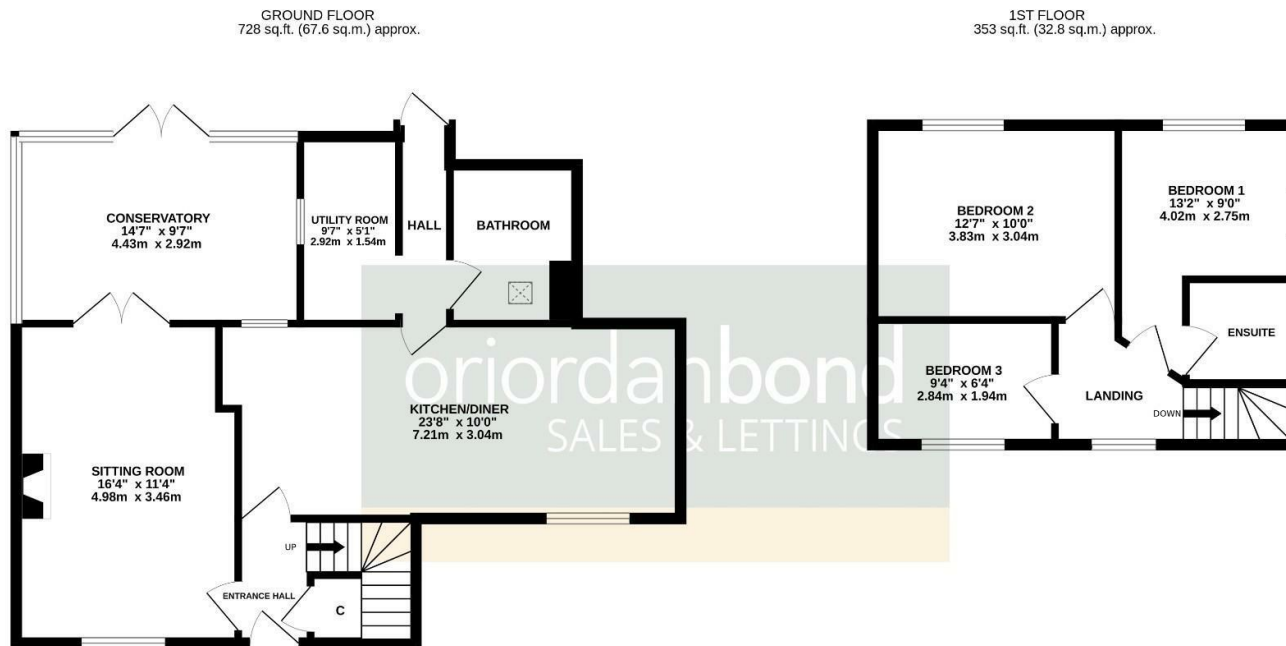 GROUND FLOOR
728 sq.ft. (67.6 sq.m.) approx.
1ST FLOOR
353 sq.ft. (32.8 sq.m.) approx.
CONSERVATORY
14'7" x 9'7"
4.43m x 2.92m
UTILITY ROOM
9'7" x 5'1"
2.92m x 1.54m
HALL
BATHROOM
KITCHEN/DINER
23'8" x 10'0"
7.21m x 3.04m
SITTING ROOM
16'4" x 11'4"
4.98m x 3.46m
UP
ENTRANCE HALL
C
oriordanbond
SALES & LETTINGS
BEDROOM 2
12'7" x 10'0"
3.83m x 3.04m
BEDROOM 1
13'2" x 9'0"
4.02m x 2.75m
ENSUITE
BEDROOM 3
9'4" x 6'4"
2.84m x 1.94m
LANDING
DOWN